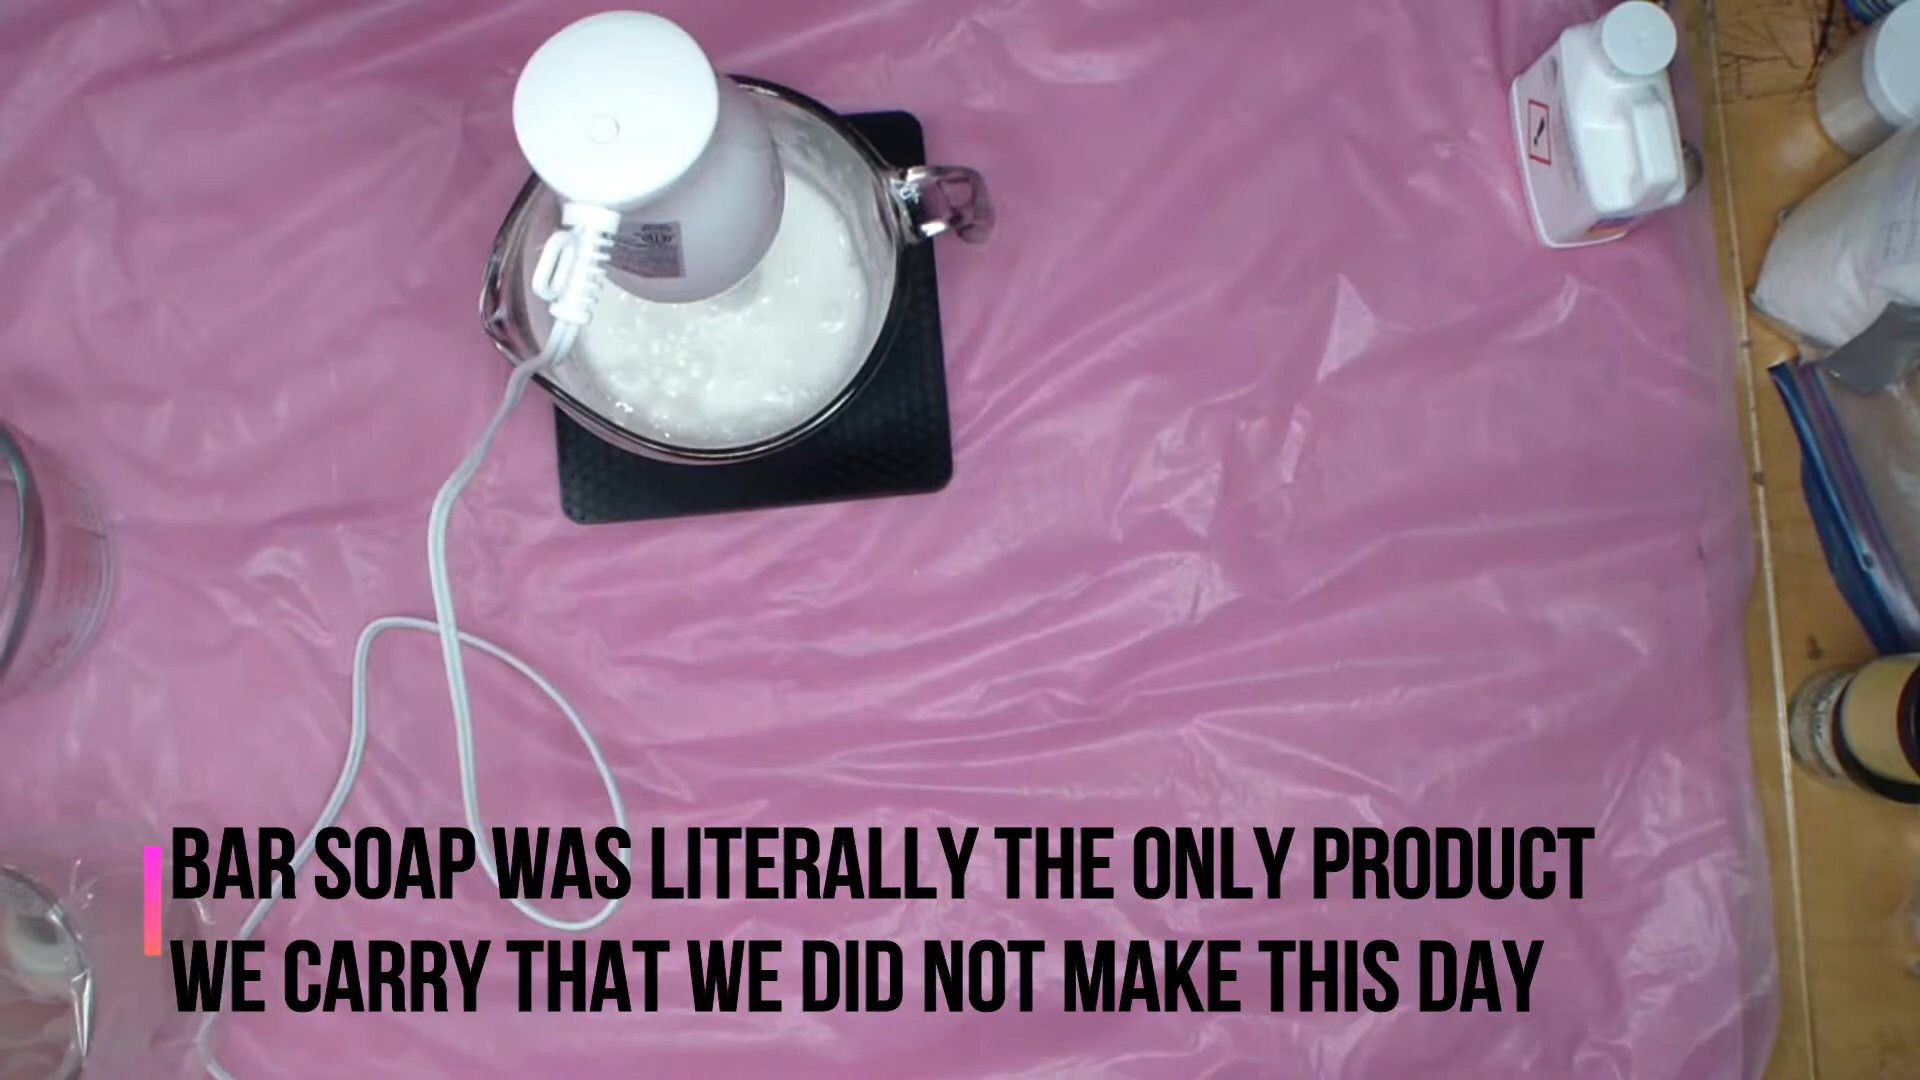 BAR SOAP WAS LITERALLY THE ONLY PRODUCT
WE CARRY THAT WE DID NOT MAKE THIS DAY